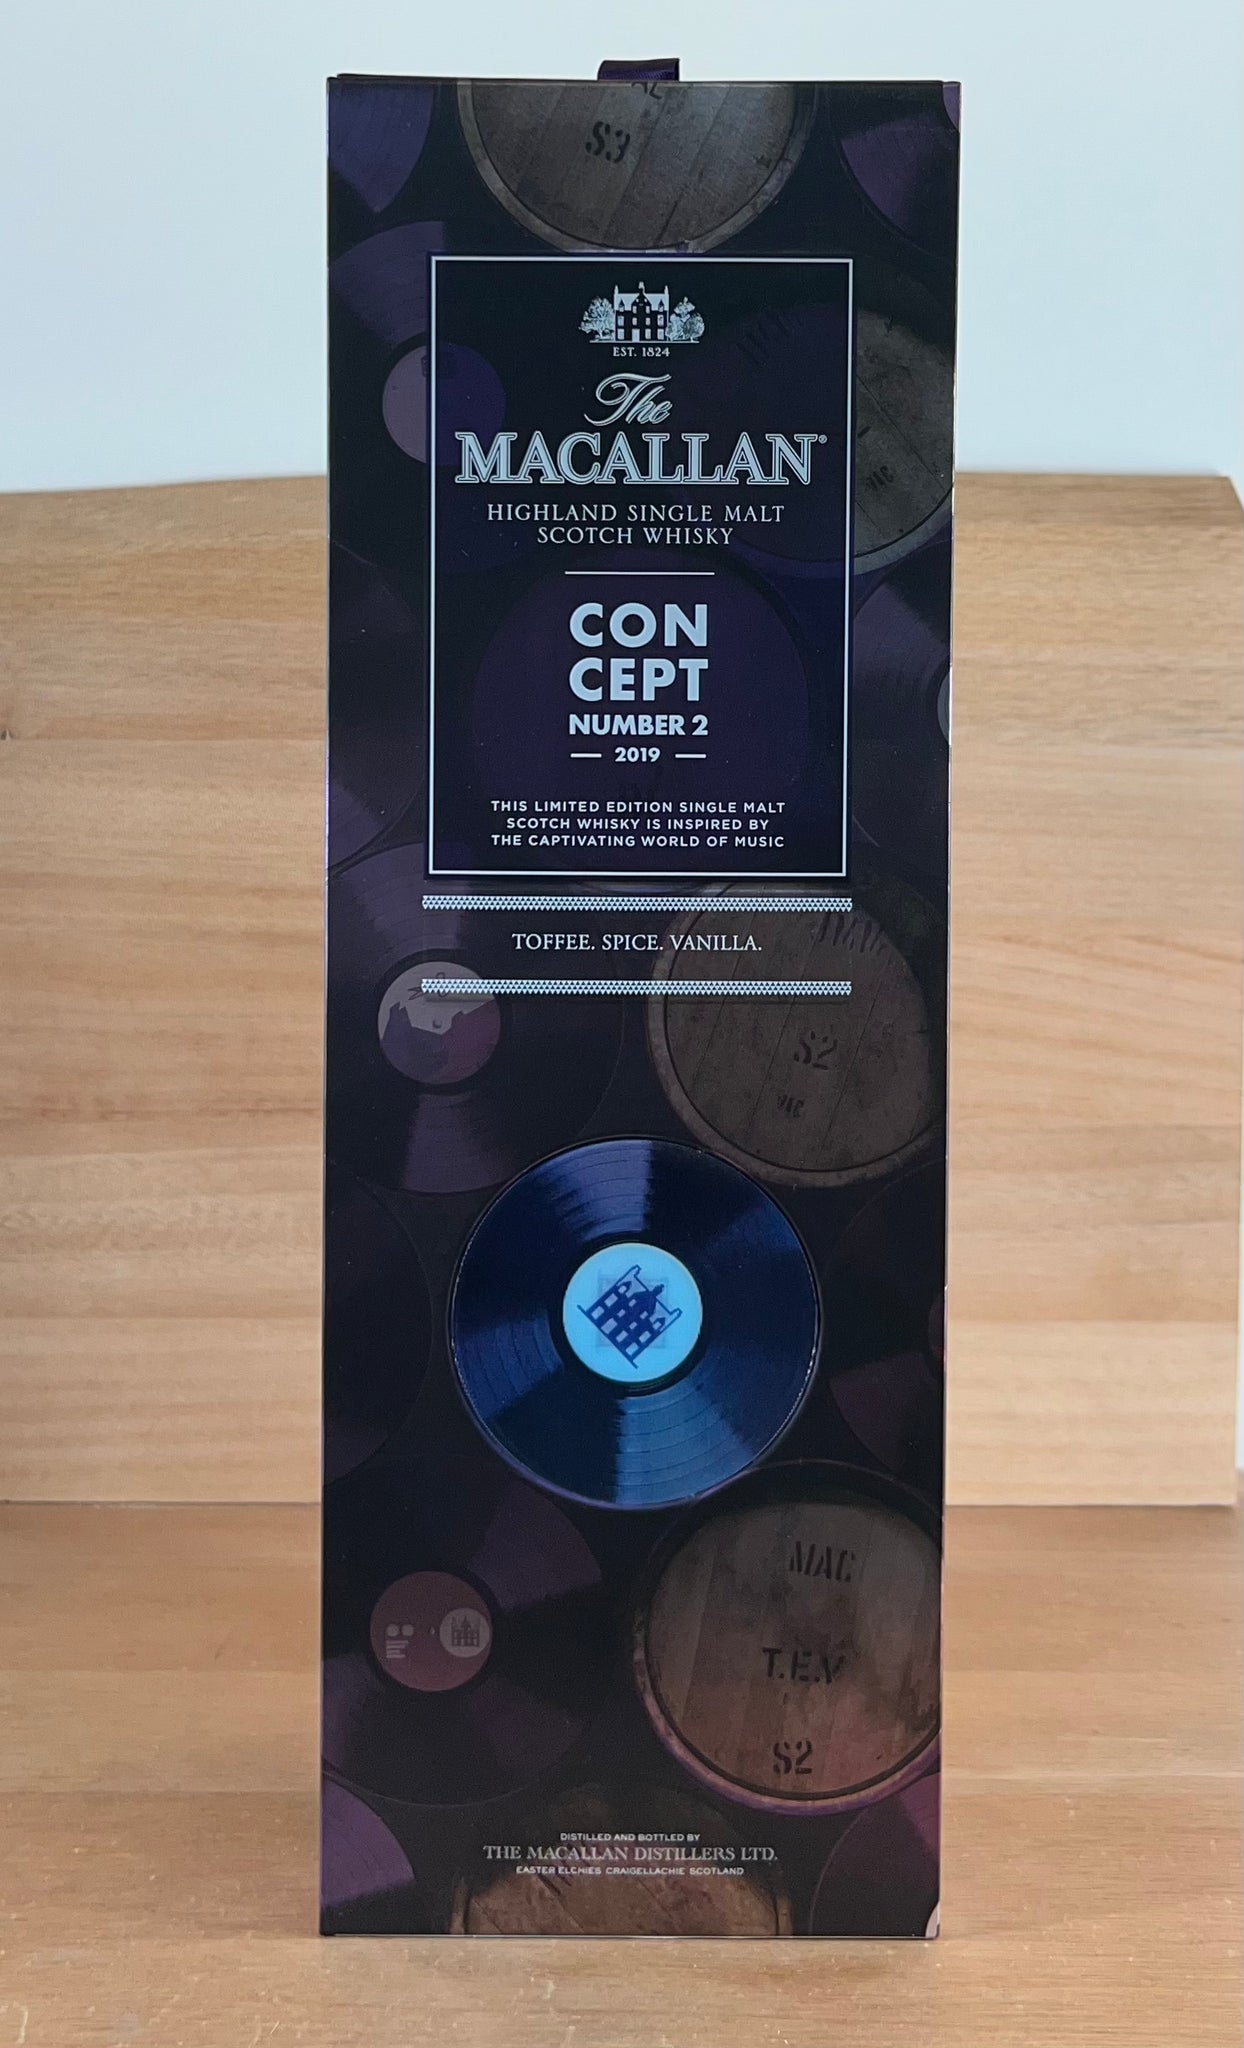 S3
EST. 1824
The
MACALLAN®
HIGHLAND SINGLE MALT
SCOTCH WHISKY
CON
CEPT
NUMBER 2
2019
THIS LIMITED EDITION SINGLE MALT
SCOTCH WHISKY IS INSPIRED BY
THE CAPTIVATING WORLD OF MUSIC
TOFFEE. SPICE. VANILLA.
S2
MAC
T.E.V
S2
DISTILLED AND BOTTLED BY
THE MACALLAN DISTILLERS LTD.
EASTER ELCHIES CRAIGELLACHIE SCOTLAND